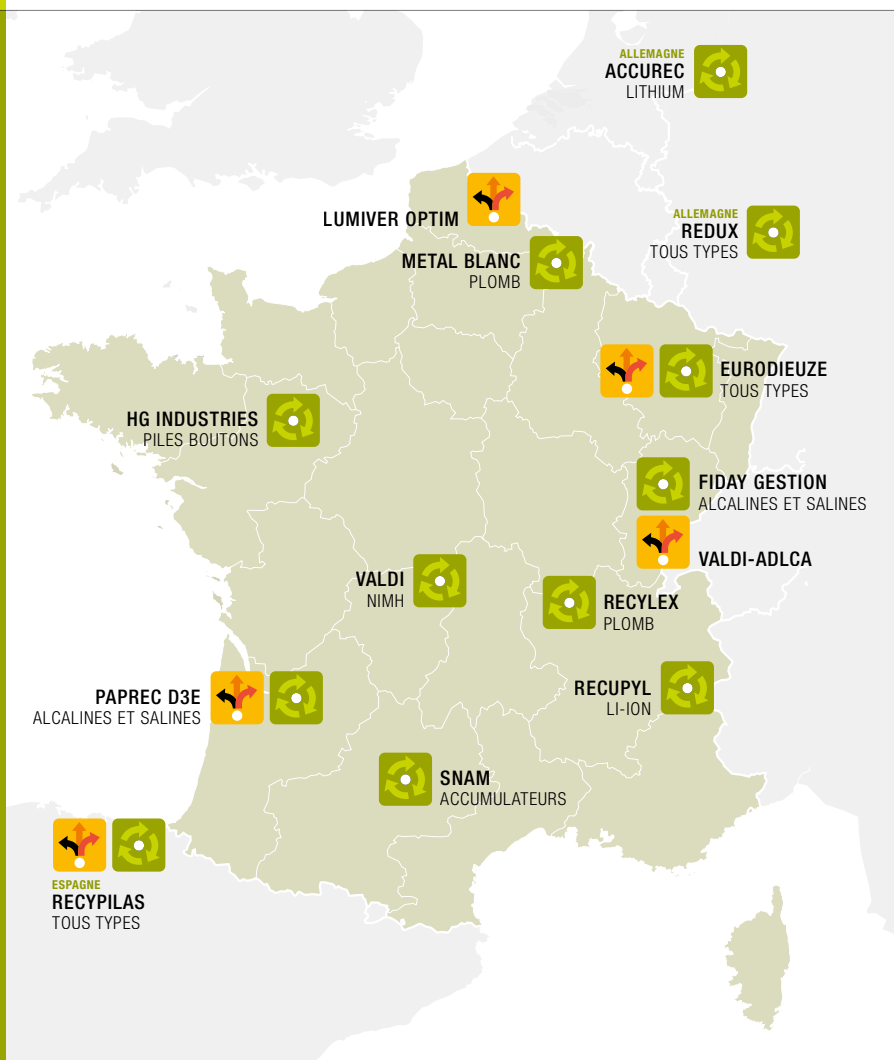 ALLEMAGNE
ACCUREC
LITHIUM
LUMIVER OPTIM
ALLEMAGNE
REDUX
TOUS TYPES
METAL BLANC
PLOMB
EURODIEUZE
TOUS TYPES
HG INDUSTRIES
PILES BOUTONS
FIDAY GESTION
ALCALINES ET SALINES
VALDI-ADLCA
VALDI
NIMH
RECYLEX
PLOMB
PAPREC D3E
ALCALINES ET SALINES
RECUPYL
LI-ION
SNAM
ACCUMULATEURS
ESPAGNE
RECYPILAS
TOUS TYPES